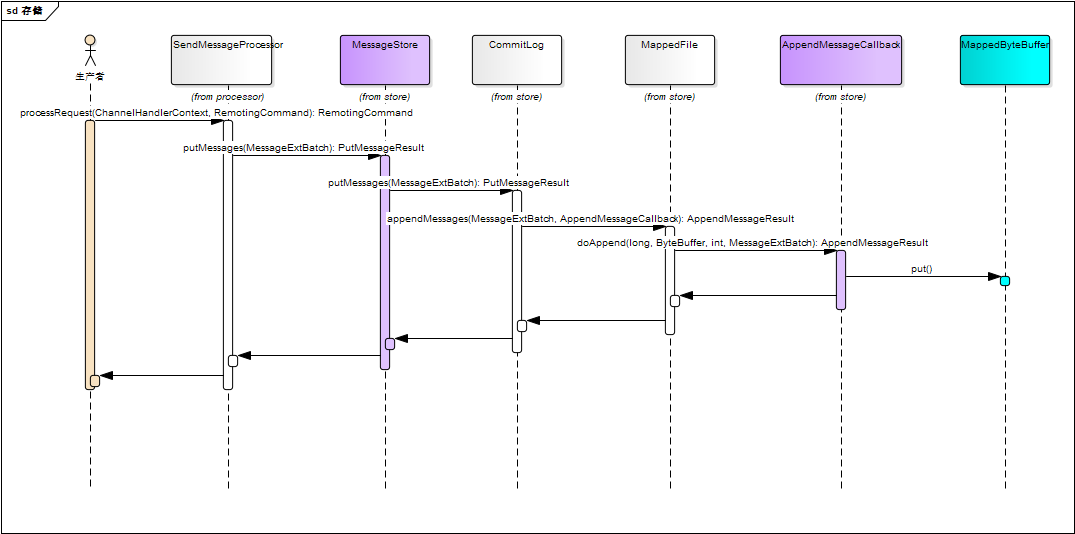 sd 存储
SendMessageProcessor
MessageStore
CommitLog
MappedFile
AppendMessageCallback
MappedByteBuffer
生产者
(from processor)
(from store)
(from store)
(from store)
(from store)
processRequest(ChannelHandlerContext, RemotingCommand): RemotingCommand
putMessages(MessageExtBatch): PutMessageResult
putMessages(MessageExtBatch): PutMessageResult
appendMessages(MessageExtBatch, AppendMessageCallback): AppendMessageResult
doAppend(long, ByteBuffer, int, MessageExtBatch): AppendMessageResult
put()